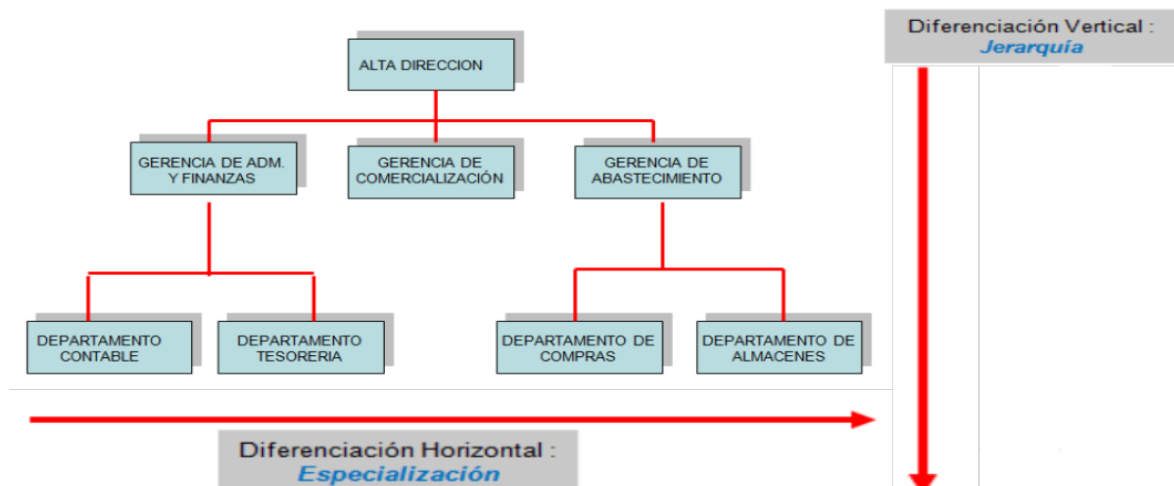 Diferenciación Vertical :
Jerarquía
ALTA DIRECCION
GERENCIA DE ADM.
Y FINANZAS
GERENCIA DE
COMERCIALIZACIÓN
GERENCIA DE
ABASTECIMIENTO
DEPARTAMENTO
CONTABLE
DEPARTAMENTO
TESORERIA
DEPARTAMENTO DE
COMPRAS
DEPARTAMENTO DE
ALMACENES
Diferenciación Horizontal :
Especialización